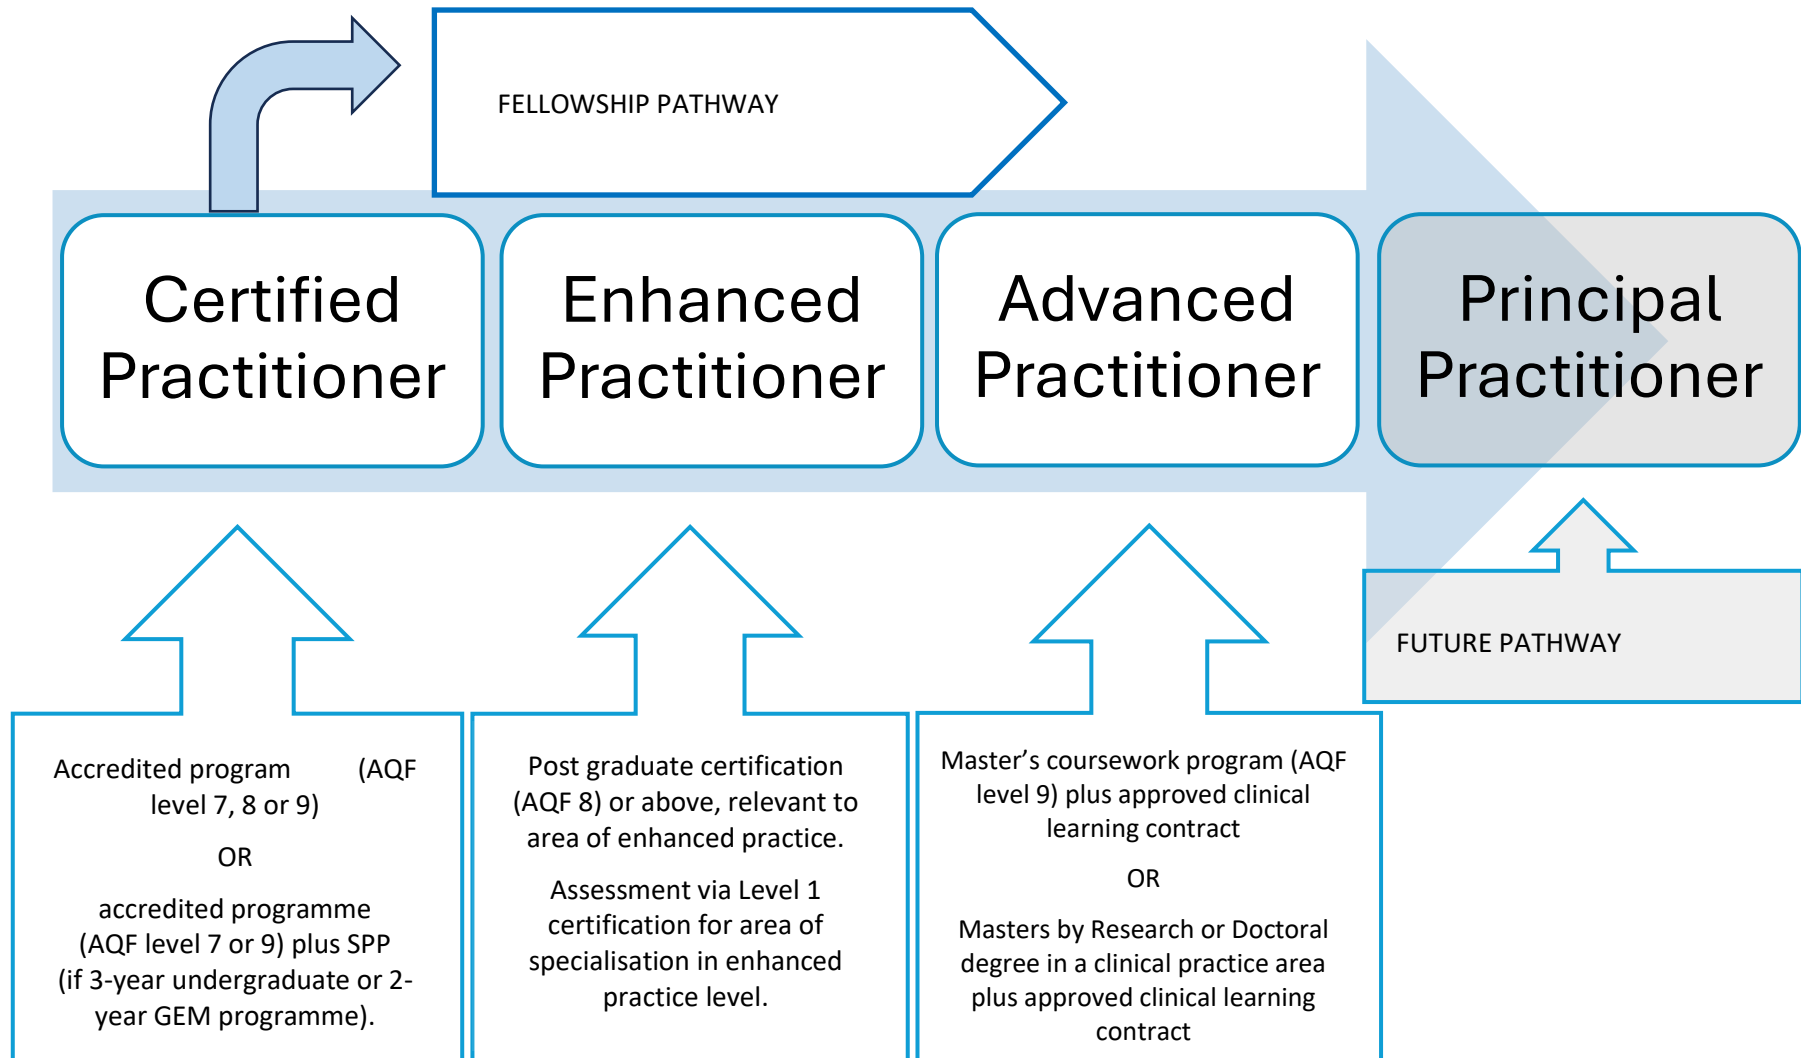 FELLOWSHIP PATHWAY
Certified
Practitioner
Enhanced
Practitioner
Advanced
Practitioner
Principal
Practitioner
FUTURE PATHWAY
Accredited program (AQF
level 7, 8 or 9)
OR
accredited programme
(AQF level 7 or 9) plus SPP
(if 3-year undergraduate or 2-
year GEM programme).
Post graduate certification
(AQF 8) or above, relevant to
area of enhanced practice.
Assessment via Level 1
certification for area of
specialisation in enhanced
practice level.
Master’s coursework program (AQF
level 9) plus approved clinical
learning contract
OR
Masters by Research or Doctoral
degree in a clinical practice area
plus approved clinical learning
contract